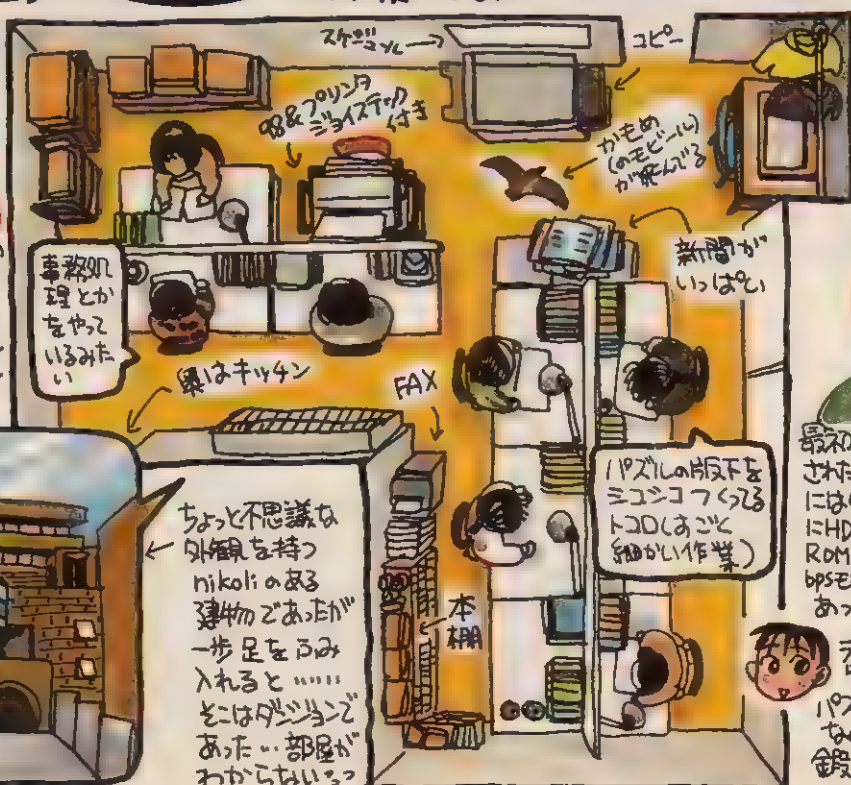 スケジュール
コピー
98&プリンタ
ジョイスティック
付き
かもめ
(のモビール)
が飛んでる
新聞が
いっぱい
事務処
理とか
をやって
いるみた
い
奥はキッチン
FAX
パズルの版下を
シコシコつくってる
トコロ(すごく
細かい作業)
ちょっと不思議な
外観を持つ
nikoliのある
建物であったが
一歩足をふみ
入れると……
そこはダンジョンで
あった…部屋が
わからない…っ
本
棚
最初
された
には
にHD
ROM
bpsモ
あっ
パズ
な